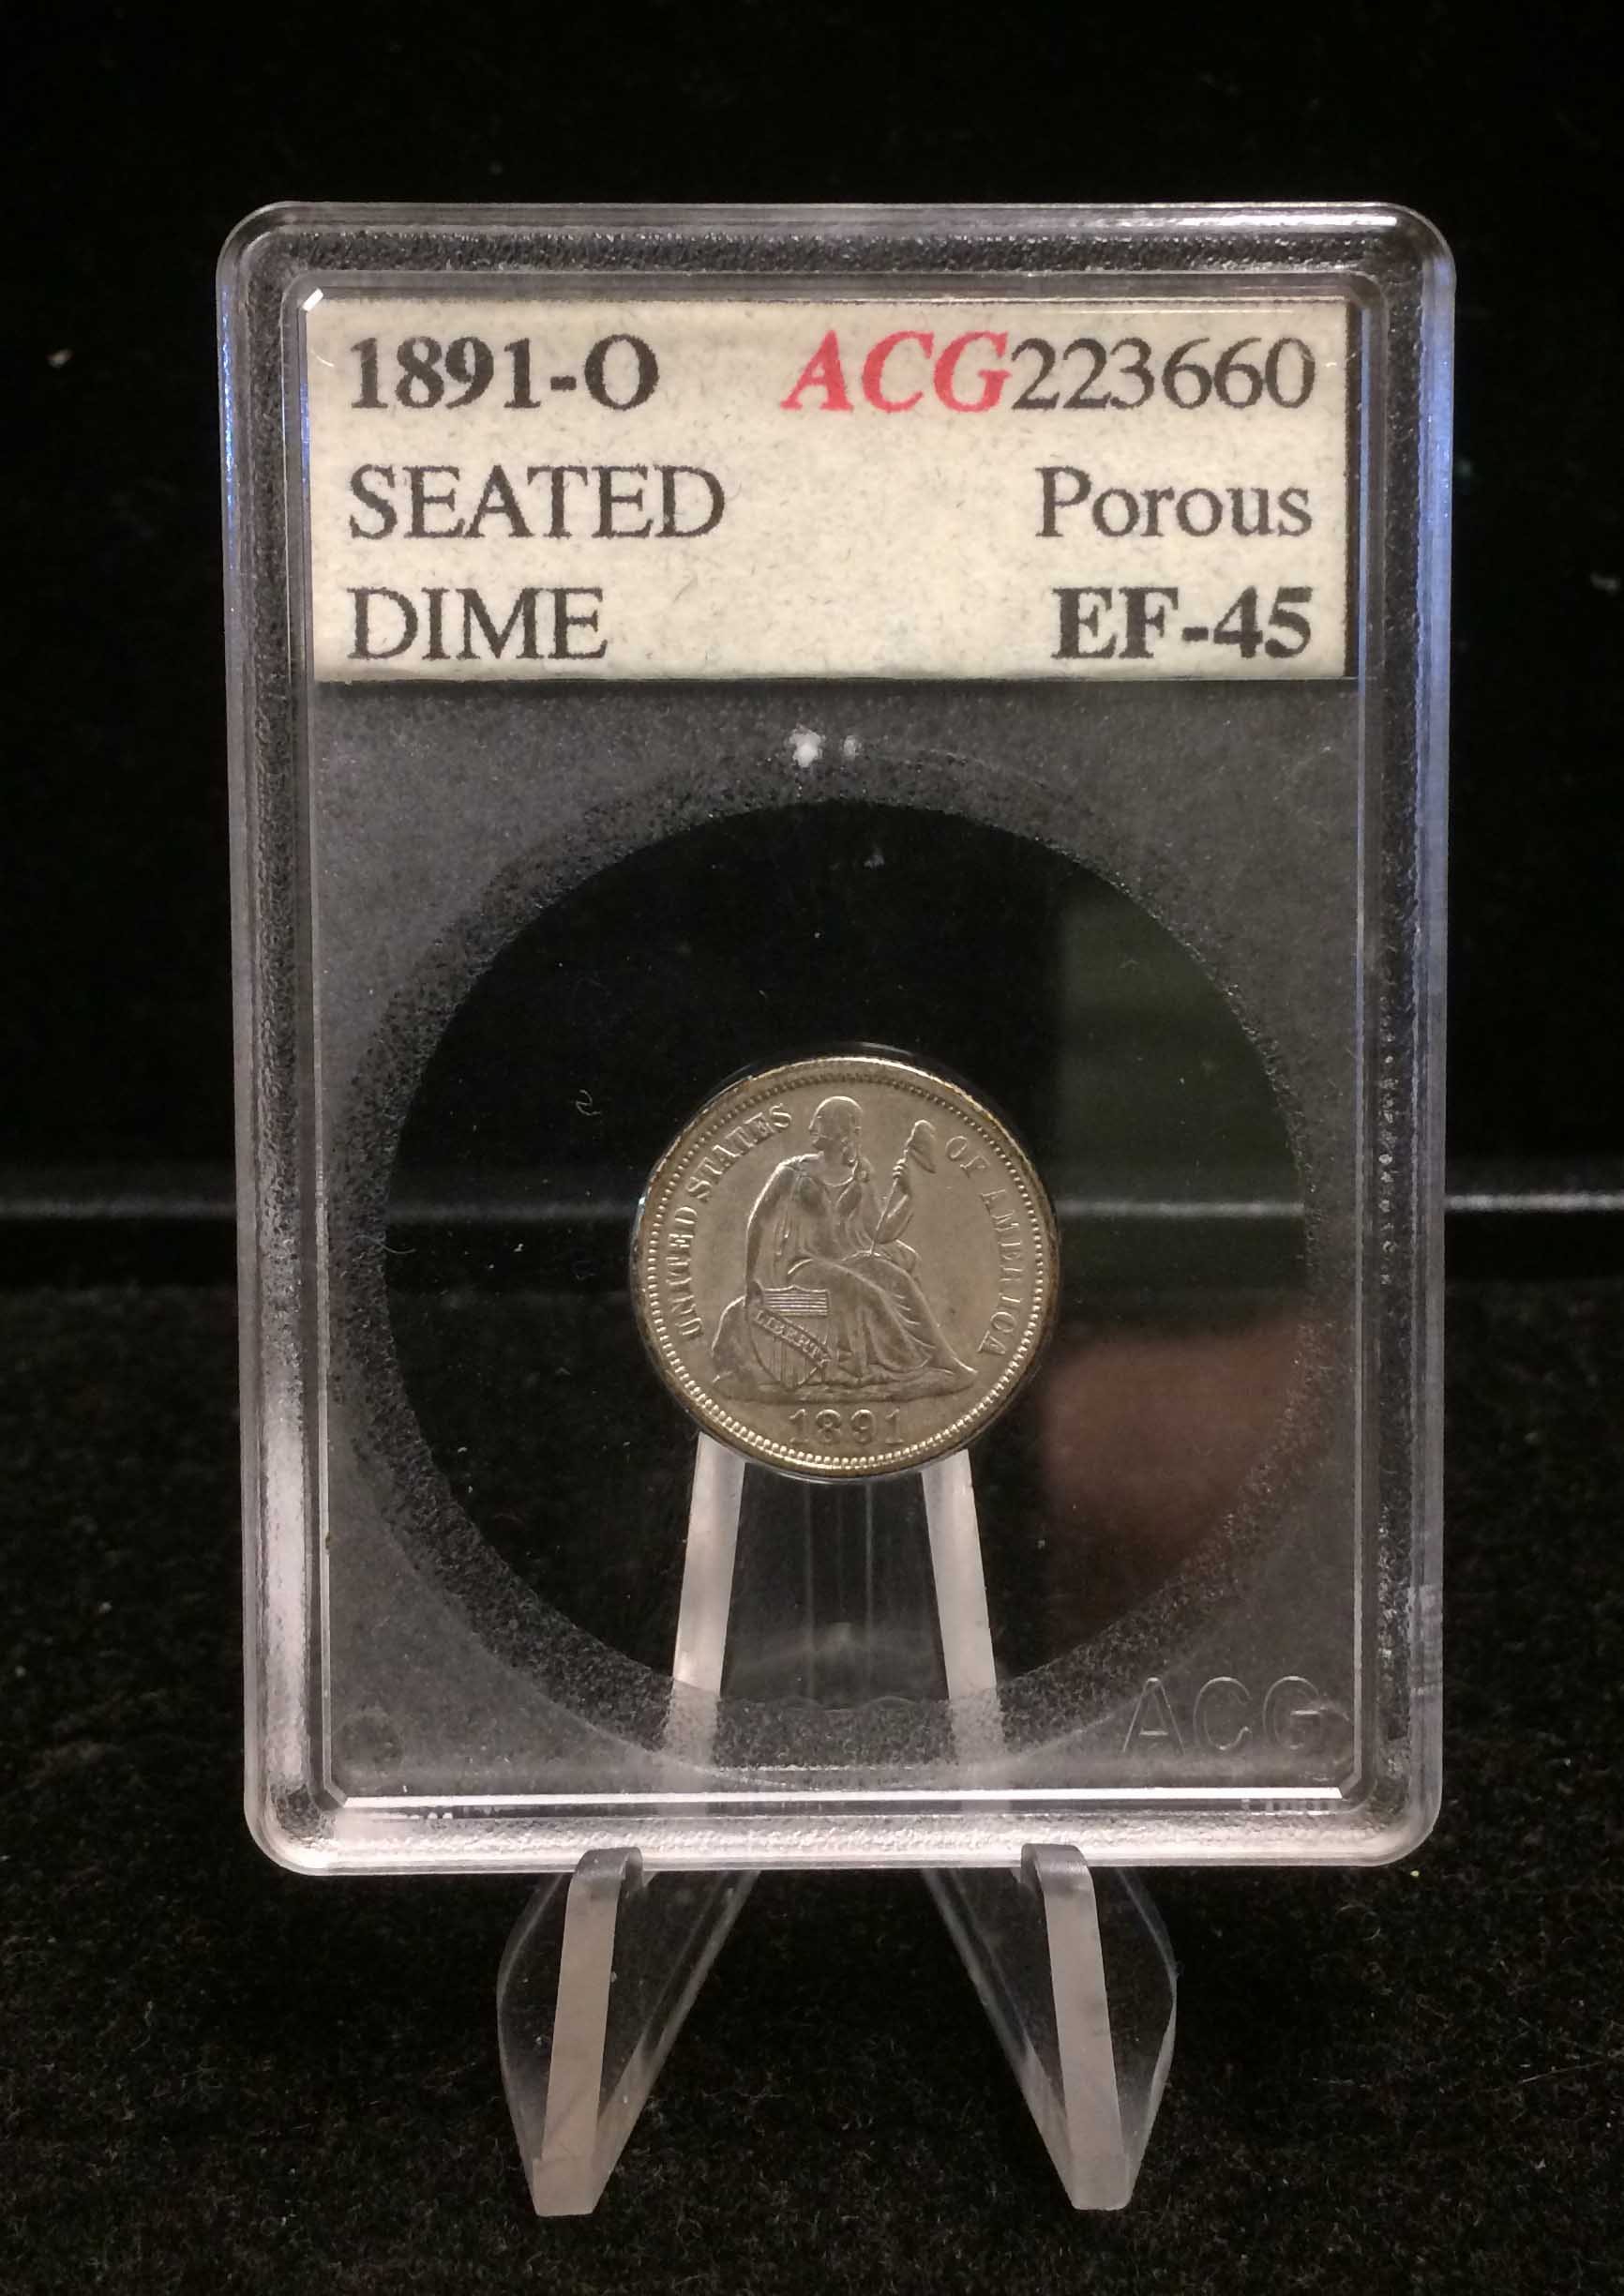 1891-O ACG223660
SEATED Porous
DIME EF-45
UNITED STATES OF AMERICA
LIBERTY
1891
ACG